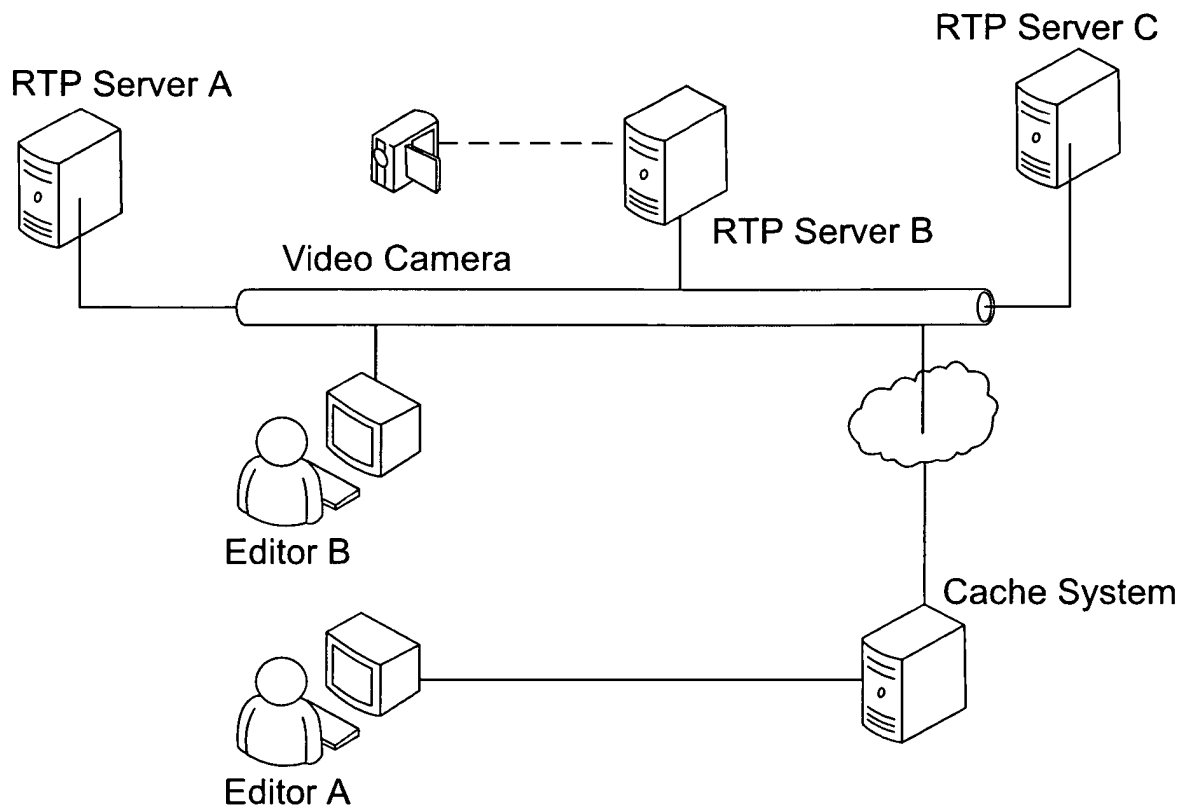 RTP Server C
RTP Server A
RTP Server B
Video Camera
Editor B
Cache System
Editor A